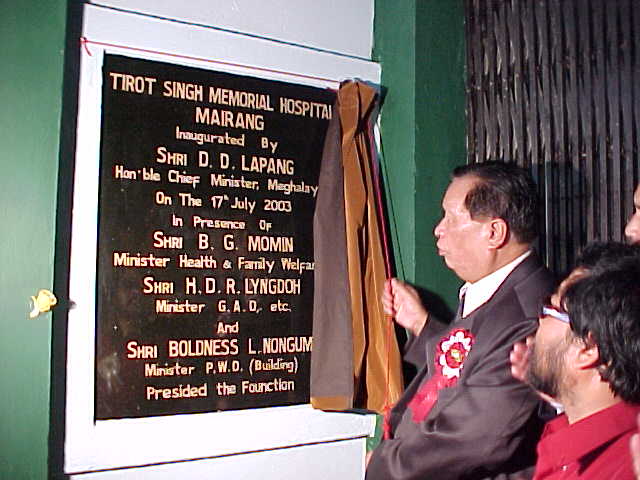 TIROT SINGH MEMORIAL HOSPITA
MAIRANG
Inaugurated By
SHRI D. D. LAPANG
Hon'ble Chief Minister, Meghalay
On The 17th July 2003
In Presence Of
SHRI B. G. MOMIN
Minister Health & Family Welfar
SHRI H.D.R. LYNGDOH
Minister G.A.D,. etc.
And
SHRI BOLDNESS L. NONGUM
Minister P.W.D. (Building)
Presided the Founction